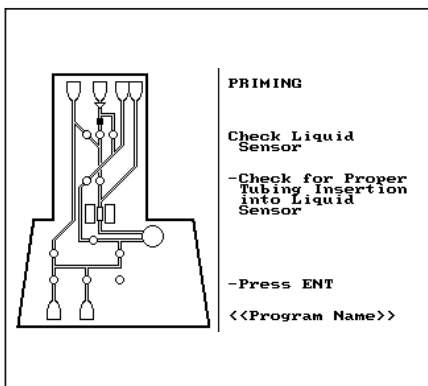 PRIMING
Check Liquid
Sensor
-Check for Proper
Tubing Insertion
into Liquid
Sensor
-Press ENT
<<Program Name>>